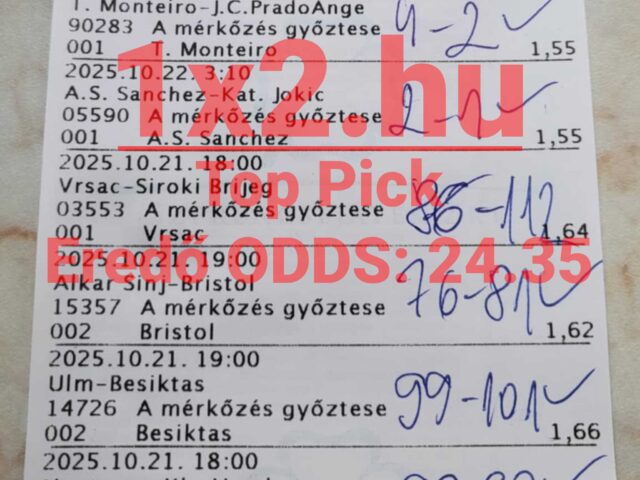 T. Monteiro-J.C.PradoAnge
90283 A mérkőzés győztese 4-2✓
001 T. Monteiro 1,55
2025.10.22. 3:10
A.S. Sanchez-Kat. Jokic
05590 A mérkőzés győztese 2-1✓
001 A.S. Sanchez 1,55
1x2.hu
2025.10.21. 18:00
Top Pick
Vrsac-Siroki Brijeg
03553 A mérkőzés győztese
001 Vrsac 1,64
Eredő ODDS: 24.35
2025.10.21. 19:00
Alkar Sinj-Bristol
15357 A mérkőzés győztese 76-81✓
002 Bristol 1,62
2025.10.21. 19:00
Ulm-Besiktas
14726 A mérkőzés győztese 99-101✓
002 Besiktas 1,66
2025.10.21. 18:00